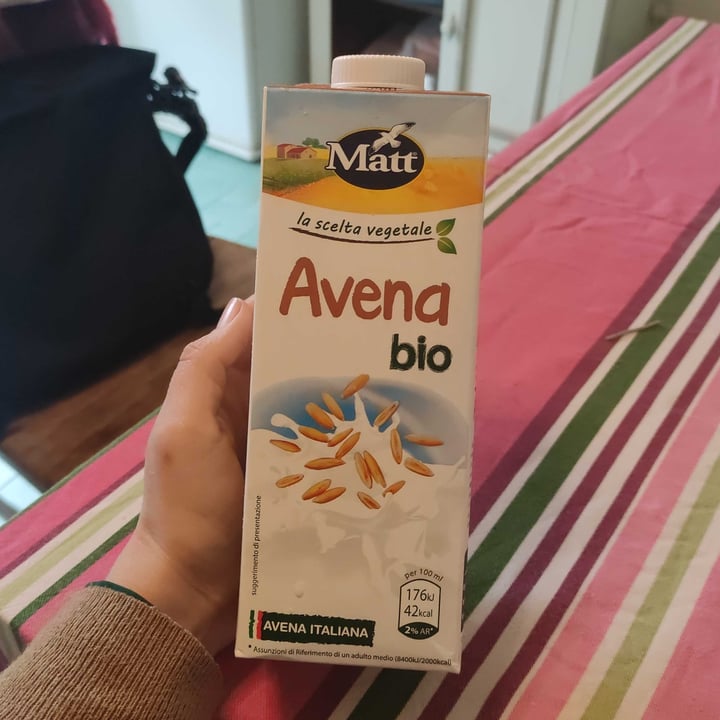 Matt
la scelta vegetale
Avena
bio
suggerimento di presentazione
per 100 ml
176kJ
42kcal
2% AR*
AVENA ITALIANA
* Assunzioni di Riferimento di un adulto medio (8400kJ/2000kcal)